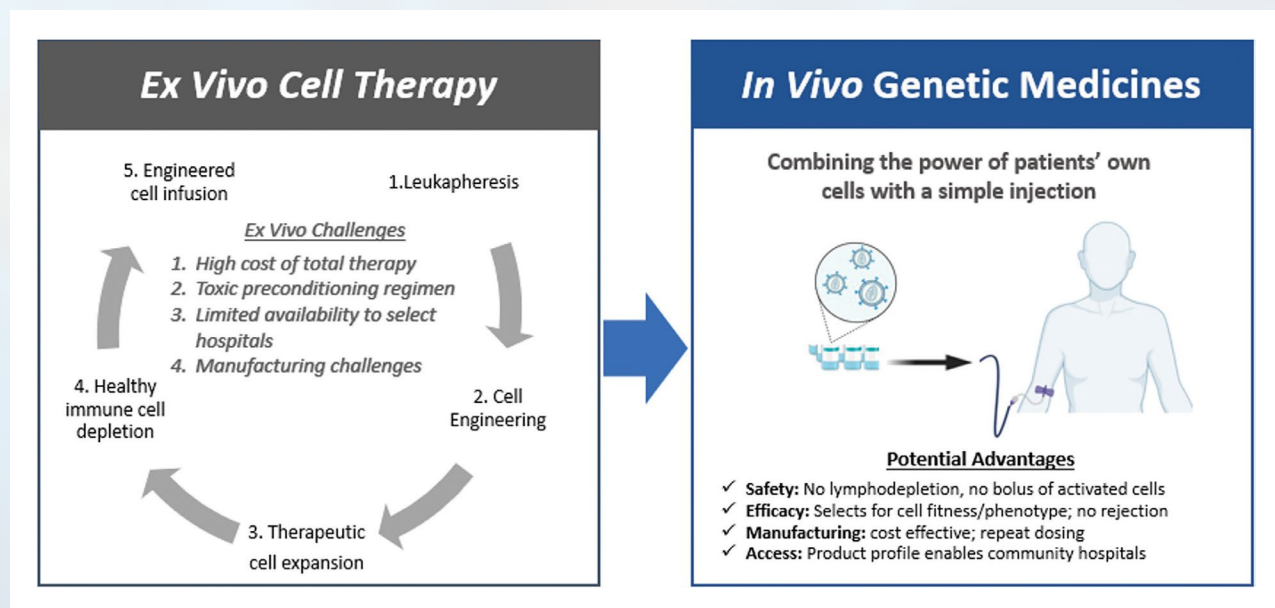 Ex Vivo Cell Therapy
5. Engineered
cell infusion
1.Leukapheresis
Ex Vivo Challenges
1. High cost of total therapy
2. Toxic preconditioning regimen
3. Limited availability to select
hospitals
4. Manufacturing challenges
4. Healthy
immune cell
depletion
2. Cell
Engineering
3. Therapeutic
cell expansion
In Vivo Genetic Medicines
Combining the power of patients’ own
cells with a simple injection
Potential Advantages
✓ Safety: No lymphodepletion, no bolus of activated cells
✓ Efficacy: Selects for cell fitness/phenotype; no rejection
✓ Manufacturing: cost effective; repeat dosing
✓ Access: Product profile enables community hospitals